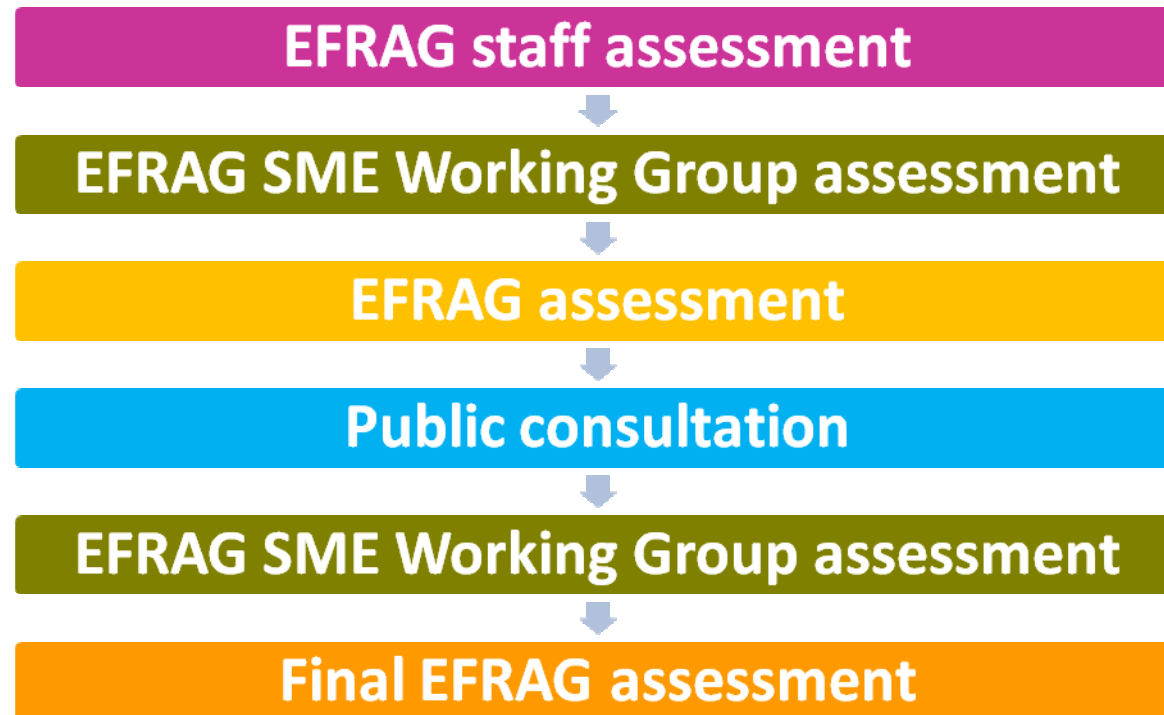 EFRAG staff assessment
EFRAG SME Working Group assessment
EFRAG assessment
Public consultation
EFRAG SME Working Group assessment
Final EFRAG assessment